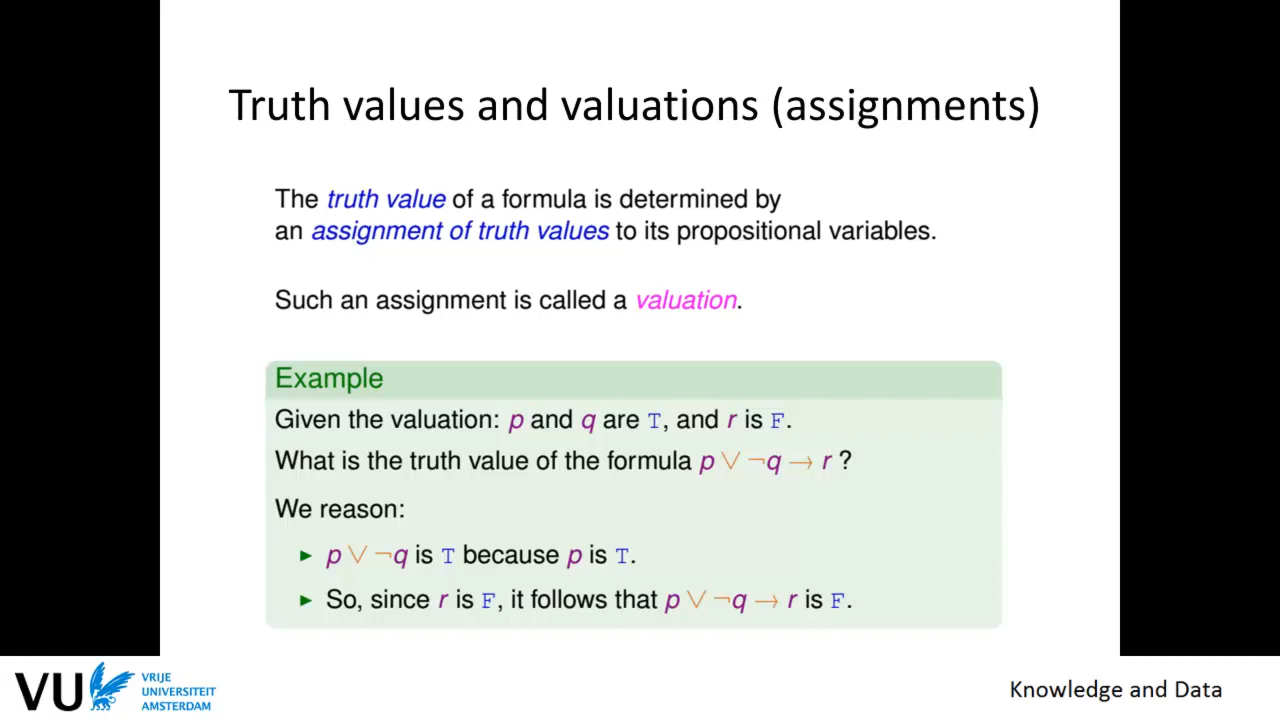 Truth values and valuations (assignments)
The truth value of a formula is determined by
an assignment of truth values to its propositional variables.
Such an assignment is called a valuation.
Example
Given the valuation: p and q are T, and r is F.
What is the truth value of the formula p ∨ ¬q → r ?
We reason:
▶ p ∨ ¬q is T because p is T.
▶ So, since r is F, it follows that p ∨ ¬q → r is F.
VU VRIJE
UNIVERSITEIT
AMSTERDAM
Knowledge and Data